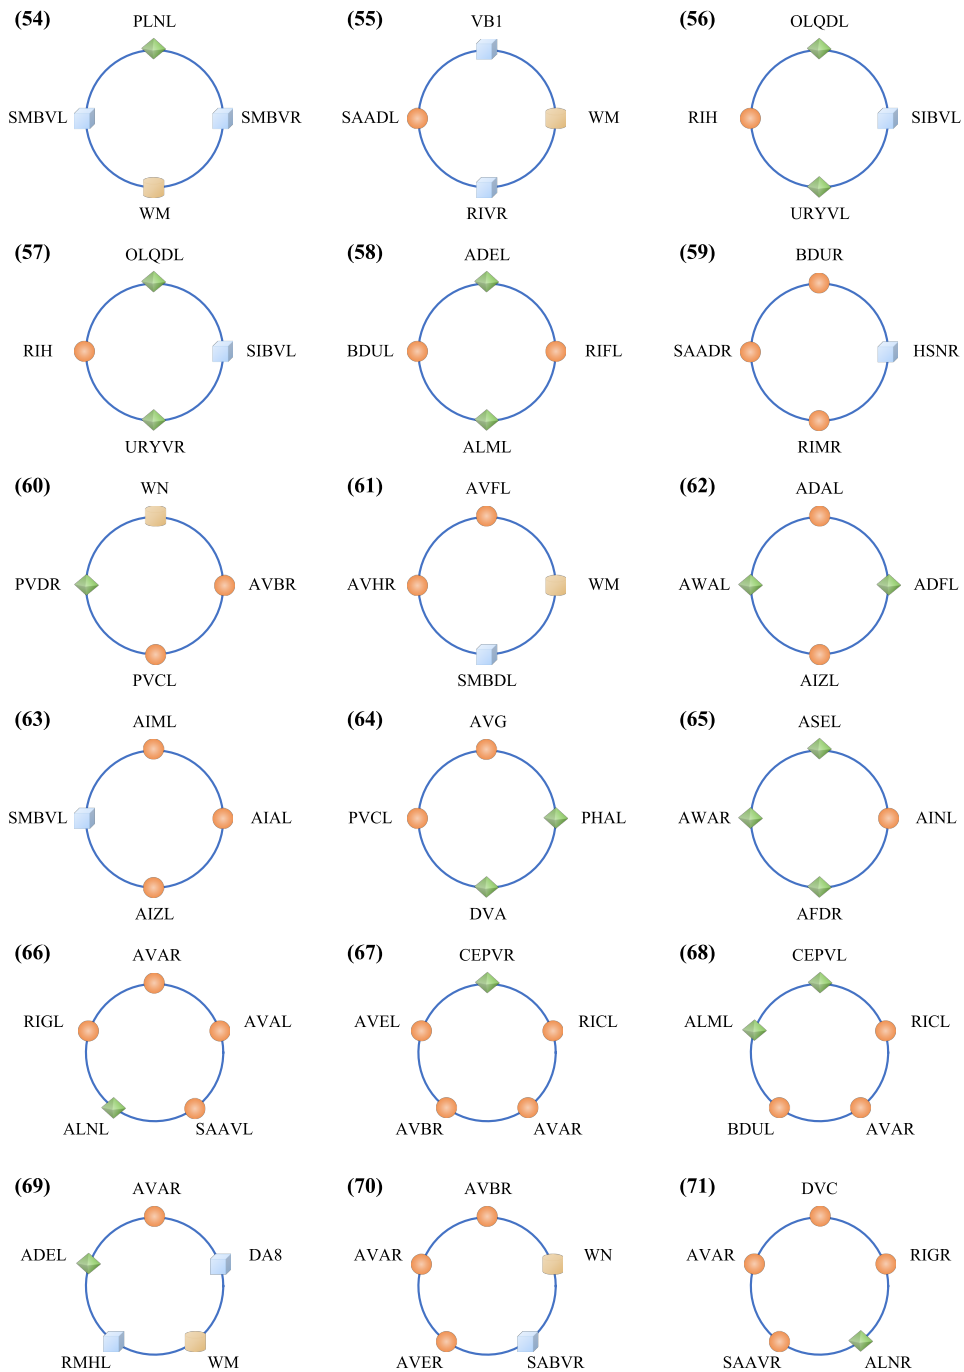 (54) PLNL
SMBVL SMBVR
WM
(55) VB1
SAADL WM
RIVR
(56) OLQDL
RIH SIBVL
URYVL
(57) OLQDL
RIH SIBVL
URYVR
(58) ADEL
BDUL RIFL
ALML
(59) BDUR
SAADR HSNR
RIMR
(60) WN
PVDR AVBR
PVCL
(61) AVFL
AVHR WM
SMBDL
(62) ADAL
AWAL ADFL
AIZL
(63) AIML
SMBVL AIAL
AIZL
(64) AVG
PVCL PHAL
DVA
(65) ASEL
AWAR AINL
AFDR
(66) AVAR
RIGL AVAL
ALNL SAAVL
(67) CEPVR
AVEL RICL
AVBR AVAR
(68) CEPVL
ALML RICL
BDUL AVAR
(69) AVAR
ADEL DA8
RMHL WM
(70) AVBR
AVAR WN
AVER SABVR
(71) DVC
AVAR RIGR
SAAVR ALNR